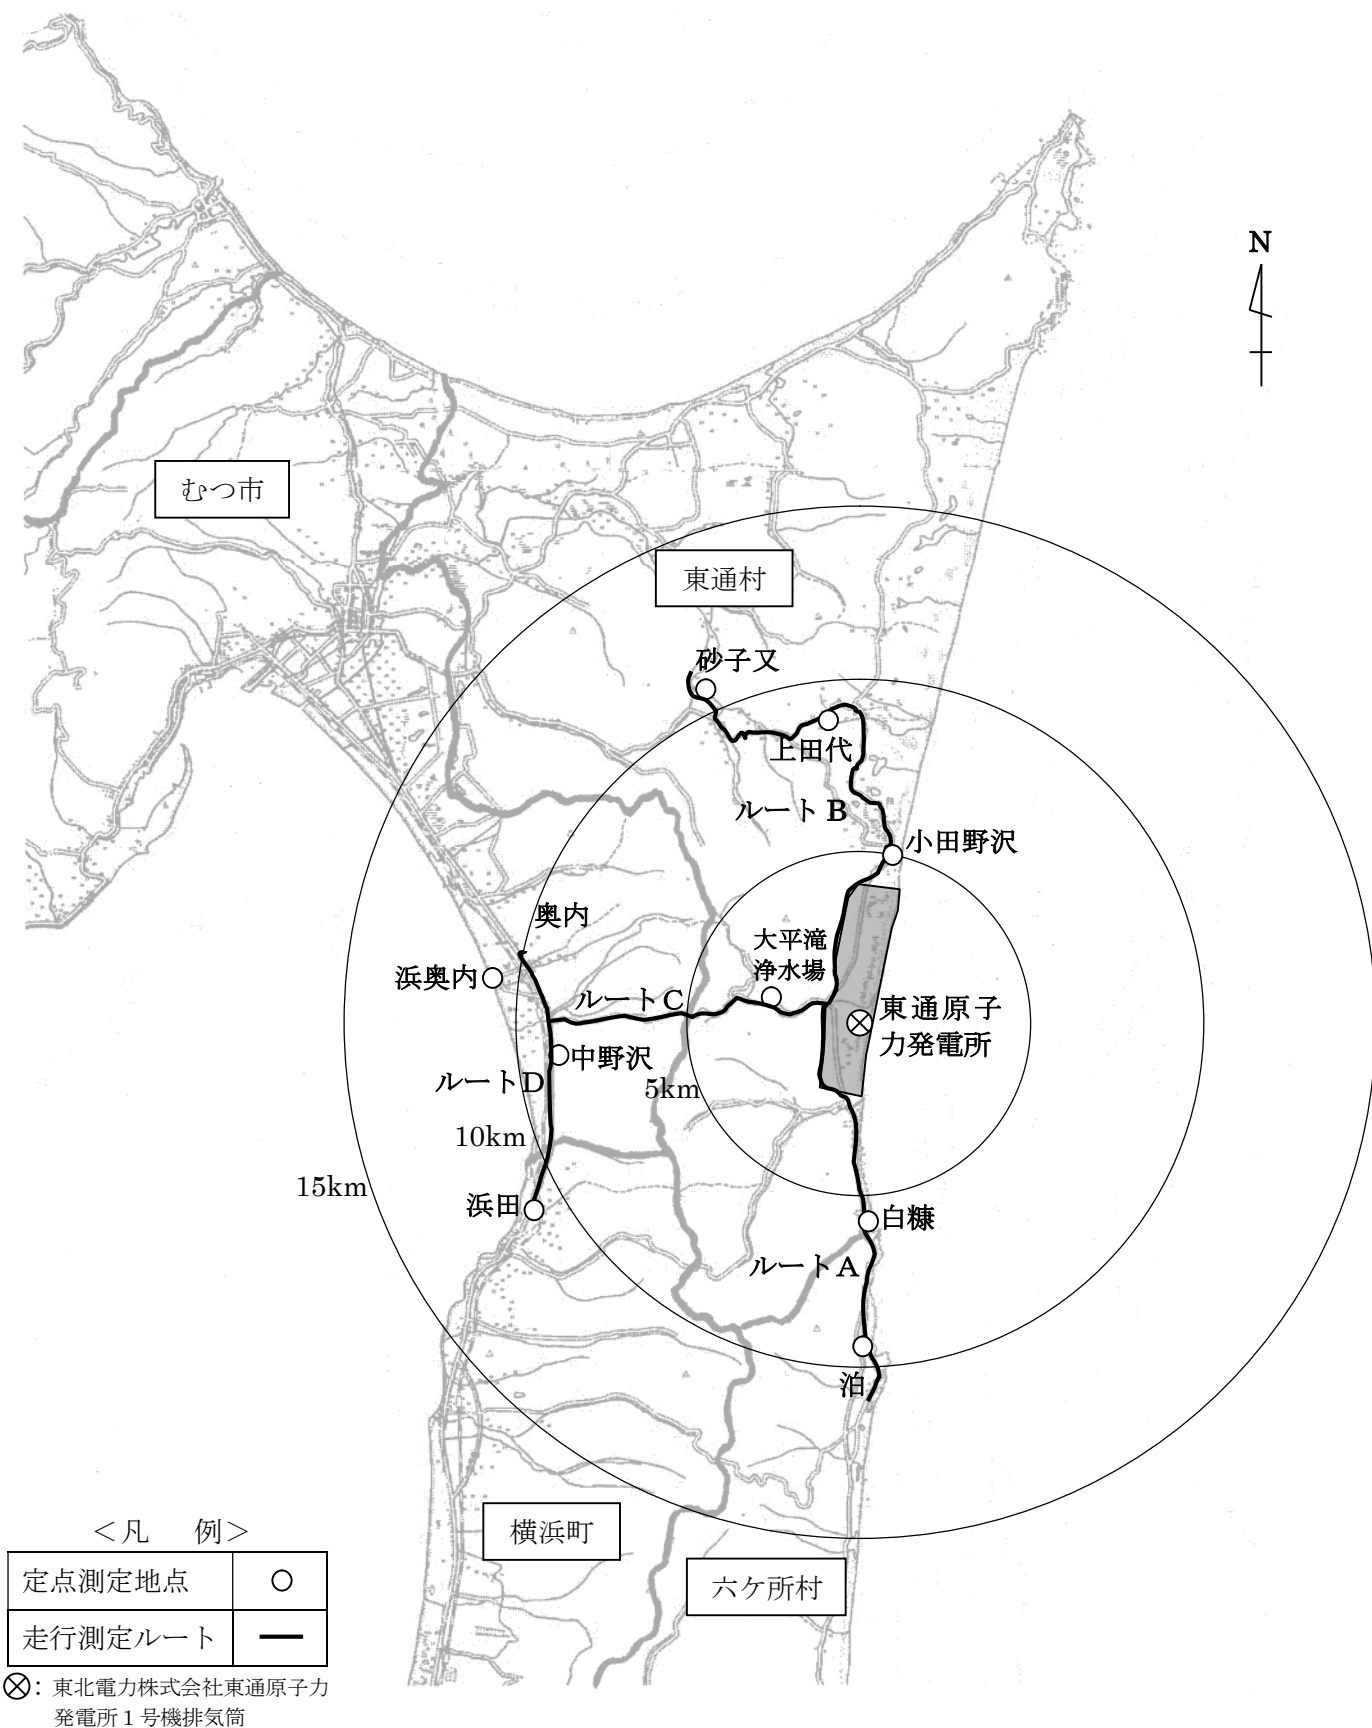 N
むつ市
東通村
砂子又
上田代
ルートB
小田野沢
奥内
大平滝
浄水場
浜奥内
ルートC
東通原子
力発電所
中野沢
ルートD
5km
10km
15km
浜田
白糠
ルートA
泊
横浜町
六ケ所村
＜凡　例＞
定点測定地点 ○
走行測定ルート
⊗：東北電力株式会社東通原子力
発電所１号機排気筒